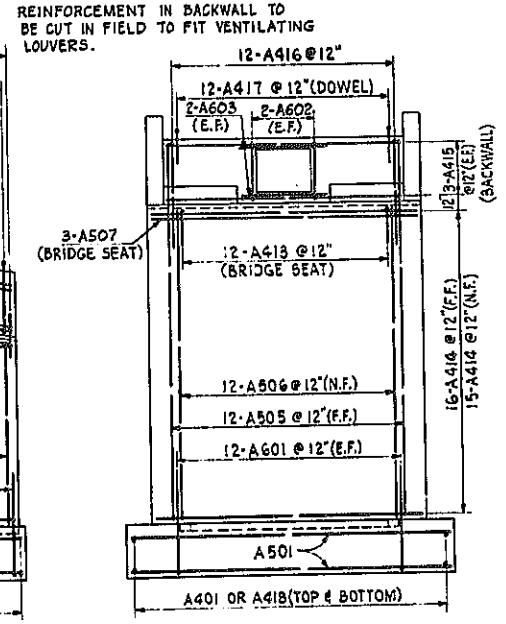 REINFORCEMENT IN BACKWALL TO
BE CUT IN FIELD TO FIT VENTILATING
LOUVERS.
12-A416@12"
12-A417 @ 12"(DOWEL)
2-A603
(E.F.)
2-A602
(E.F.)
12
3-A415
@12"(E.F.)
(BACKWALL)
3-A507
(BRIDGE SEAT)
12-A413 @12"
(BRIDGE SEAT)
16-A414 @12"(F.F.)
15-A414 @12"(N.F.)
12-A506@12"(N.F.)
12-A505 @ 12"(F.F.)
12-A601 @ 12"(E.F.)
A501
A401 OR A418(TOP & BOTTOM)